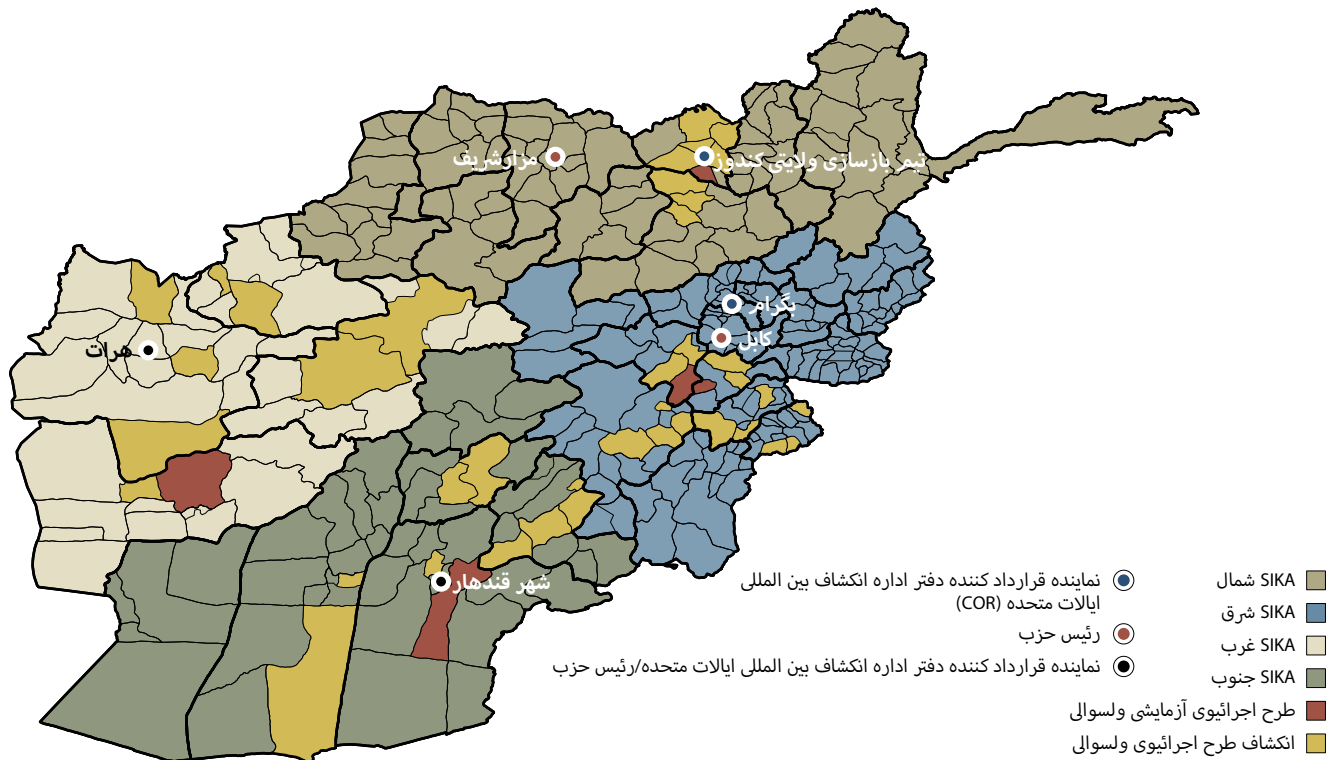 تیم بازسازی ولایتی کندوز
مزارشریف
بگرام
کابل
هرات
شهر قندهار
نماینده قرارداد کننده دفتر اداره انکشاف بین المللی
ایالات متحده (COR)
رئیس حزب
نماینده قرارداد کننده دفتر اداره انکشاف بین المللی ایالات متحده/رئیس حزب
SIKA شمال
SIKA شرق
SIKA غرب
SIKA جنوب
طرح اجرائیوی آزمایشی ولسوالی
انکشاف طرح اجرائیوی ولسوالی